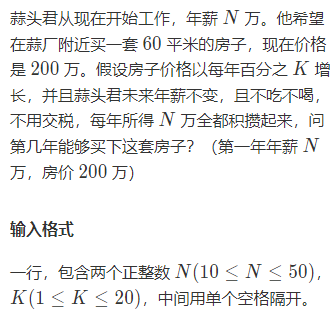 蒜头君从现在开始工作，年薪 N 万。他希望
在蒜厂附近买一套 60 平米的房子，现在价格
是 200 万。假设房子价格以每年百分之 K 增
长，并且蒜头君未来年薪不变，且不吃不喝，
不用交税，每年所得 N 万全都积攒起来，问
第几年能够买下这套房子？（第一年年薪 N
万，房价 200 万）
输入格式
一行，包含两个正整数 N(10 ≤ N ≤ 50)，
K(1 ≤ K ≤ 20)，中间用单个空格隔开。